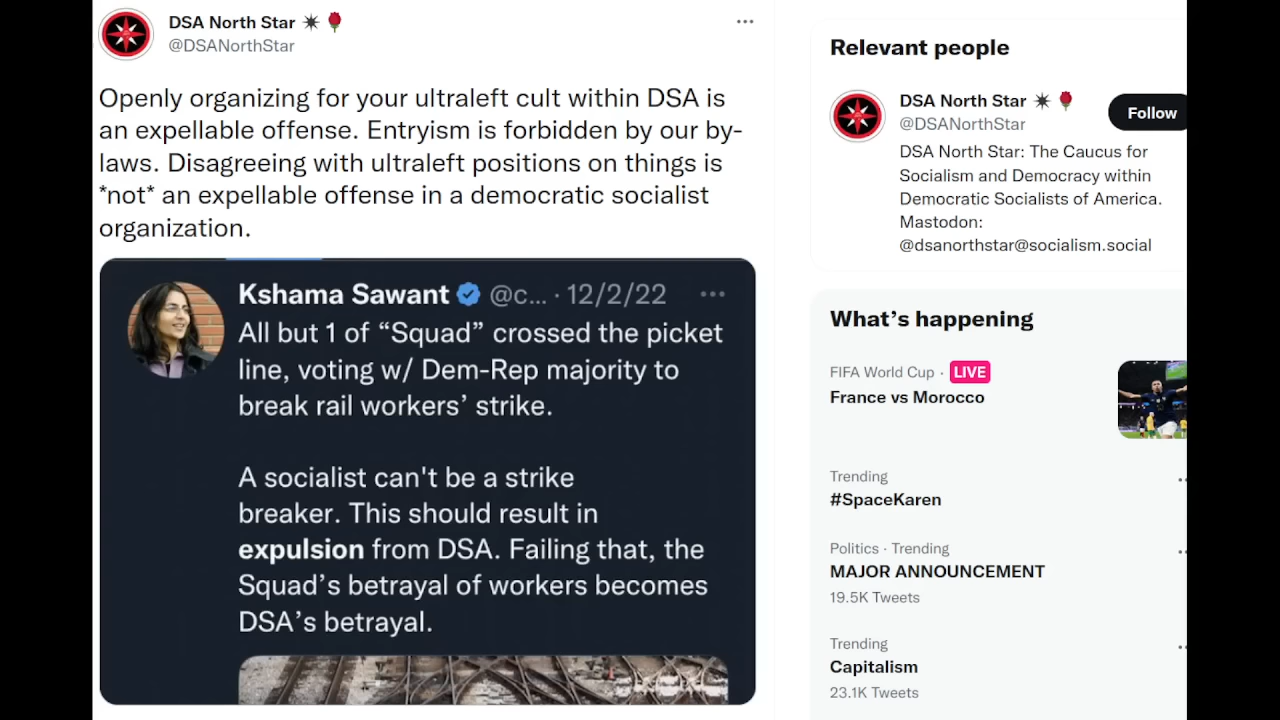 DSA North Star ✷🌹
@DSANorthStar
Openly organizing for your ultraleft cult within DSA is
an expellable offense. Entryism is forbidden by our by-
laws. Disagreeing with ultraleft positions on things is
*not* an expellable offense in a democratic socialist
organization.
Kshama Sawant @c... · 12/2/22
All but 1 of “Squad” crossed the picket
line, voting w/ Dem-Rep majority to
break rail workers’ strike.
A socialist can't be a strike
breaker. This should result in
expulsion from DSA. Failing that, the
Squad’s betrayal of workers becomes
DSA’s betrayal.
Relevant people
DSA North Star ✷🌹
@DSANorthStar
Follow
DSA North Star: The Caucus for
Socialism and Democracy within
Democratic Socialists of America.
Mastodon:
@dsanorthstar@socialism.social
What’s happening
FIFA World Cup · LIVE
France vs Morocco
Trending
#SpaceKaren
Politics · Trending
MAJOR ANNOUNCEMENT
19.5K Tweets
Trending
Capitalism
23.1K Tweets